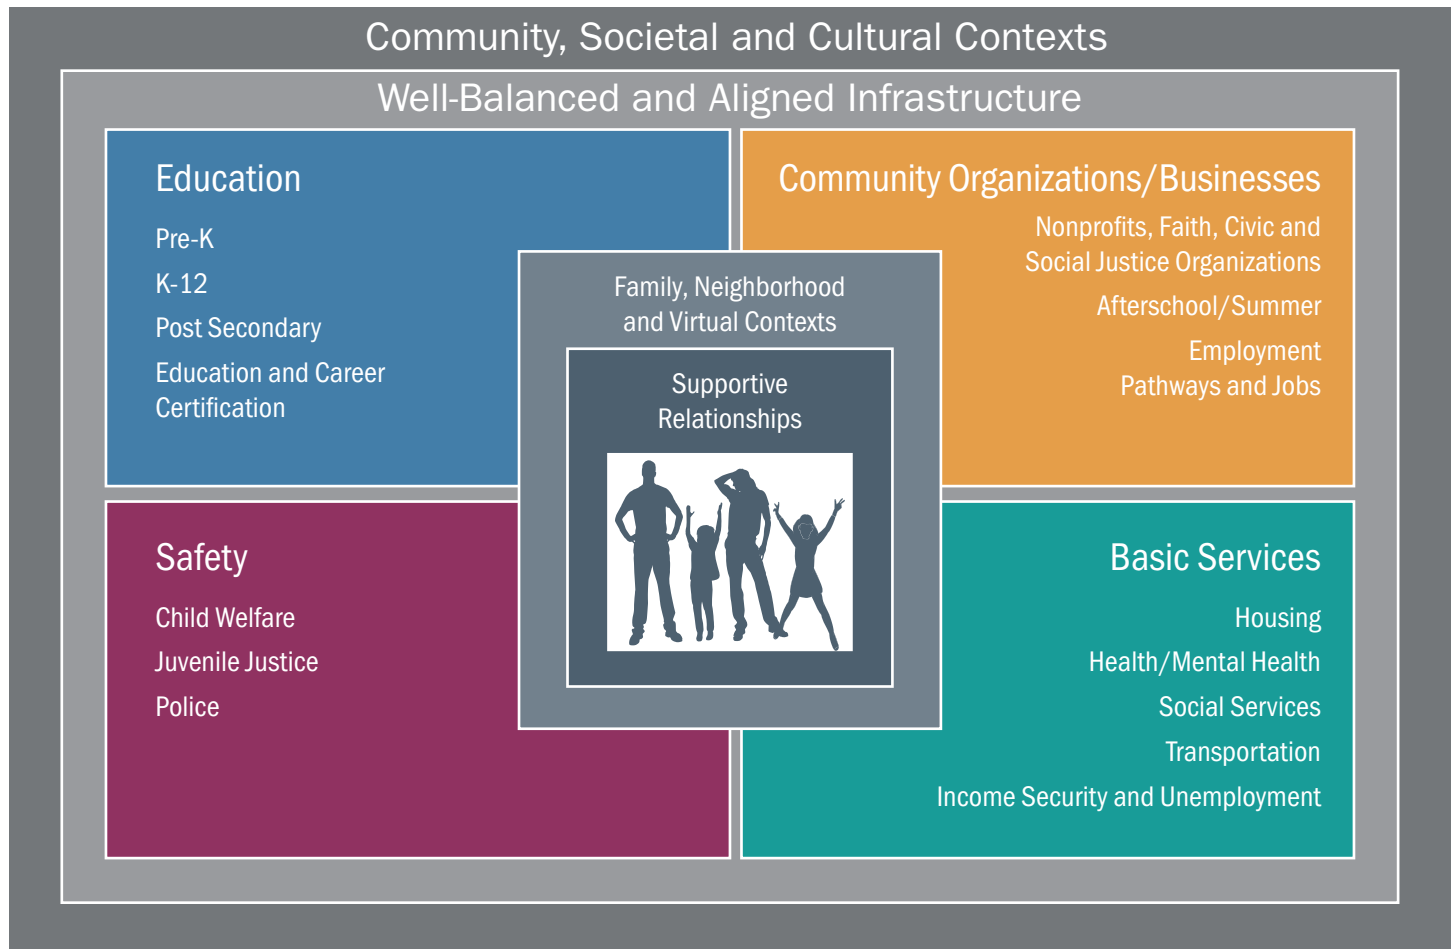 Community, Societal and Cultural Contexts
Well-Balanced and Aligned Infrastructure
Education
Pre-K
K-12
Post Secondary
Education and Career
Certification
Community Organizations/Businesses
Nonprofits, Faith, Civic and
Social Justice Organizations
Afterschool/Summer
Employment
Pathways and Jobs
Family, Neighborhood
and Virtual Contexts
Supportive
Relationships
Safety
Child Welfare
Juvenile Justice
Police
Basic Services
Housing
Health/Mental Health
Social Services
Transportation
Income Security and Unemployment